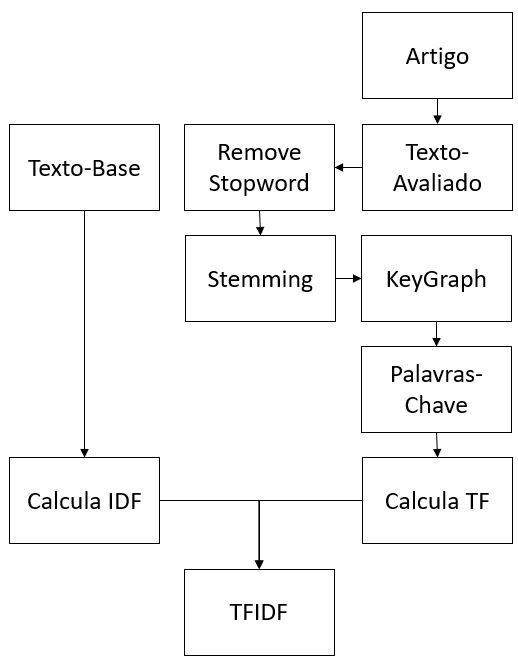 Artigo
Texto-Base
Remove
Stopword
Texto-
Avaliado
Stemming
KeyGraph
Palavras-
Chave
Calcula IDF
Calcula TF
TFIDF